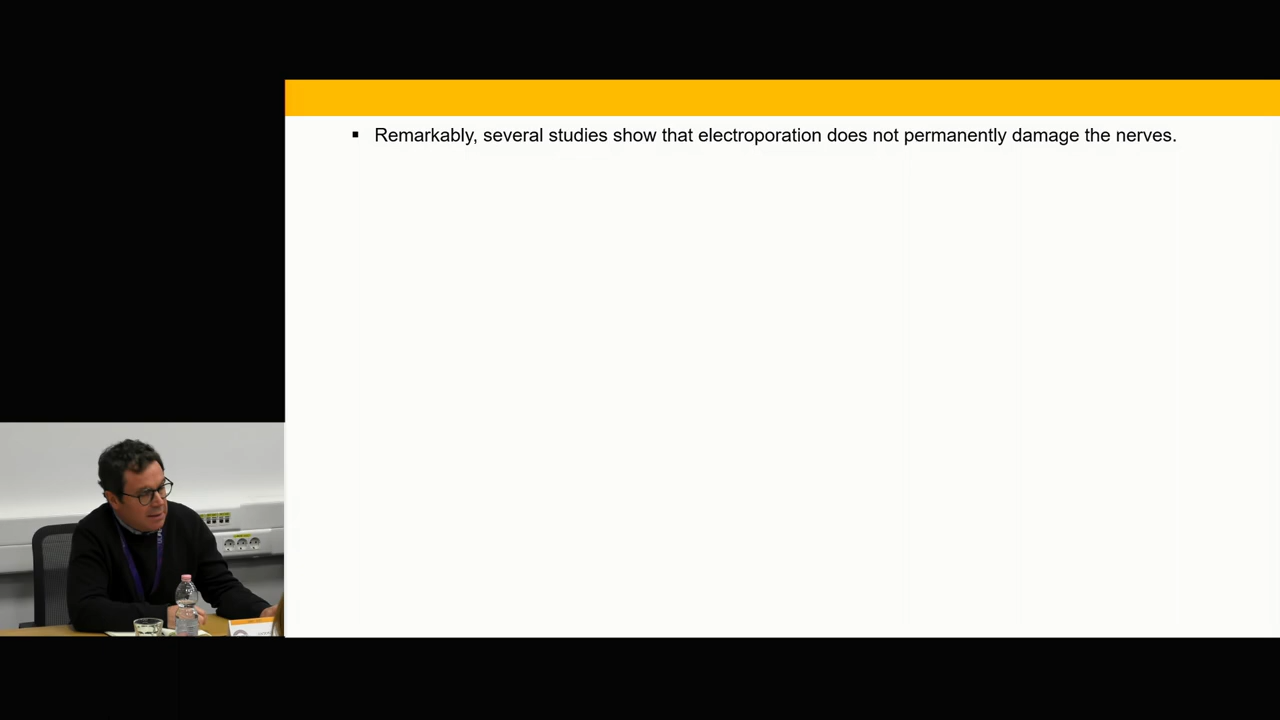 ▪ Remarkably, several studies show that electroporation does not permanently damage the nerves.